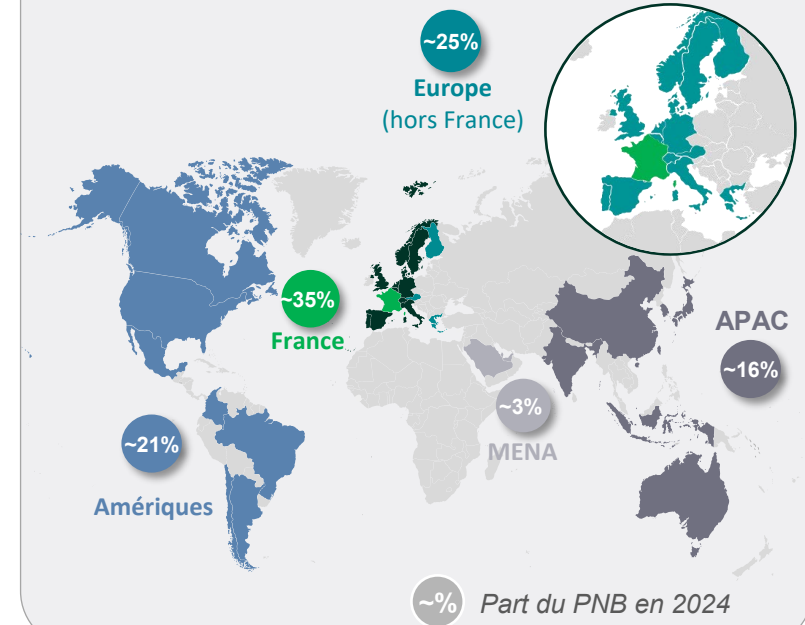 ~25%
Europe
(hors France)
~35%
France
APAC
~16%
~3%
MENA
~21%
Amériques
~% Part du PNB en 2024